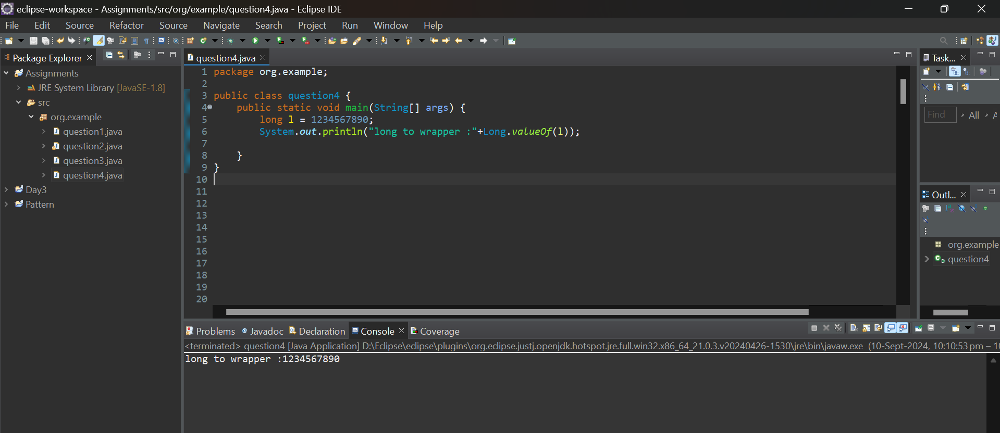 eclipse-workspace - Assignments/src/org/example/question4.java - Eclipse IDE
File Edit Source Refactor Source Navigate Search Project Run Window Help
Package Explorer
Assignments
JRE System Library [JavaSE-1.8]
src
org.example
question1.java
question2.java
question3.java
question4.java
Day3
Pattern
question4.java
1 package org.example;
2
3 public class question4 {
4 public static void main(String[] args) {
5 long l = 1234567890;
6 System.out.println("long to wrapper :"+Long.valueOf(l));
7
8 }
9 }
10
11
12
13
14
15
16
17
18
19
20
Task...
Find All A
Outl...
org.example
question4
Problems Javadoc Declaration Console Coverage
<terminated> question4 [Java Application] D:\Eclipse\eclipse\plugins\org.eclipse.justj.openjdk.hotspot.jre.full.win32.x86_64_21.0.3.v20240426-1530\jre\bin\javaw.exe (10-Sept-2024, 10:10:53 pm – 10
long to wrapper :1234567890